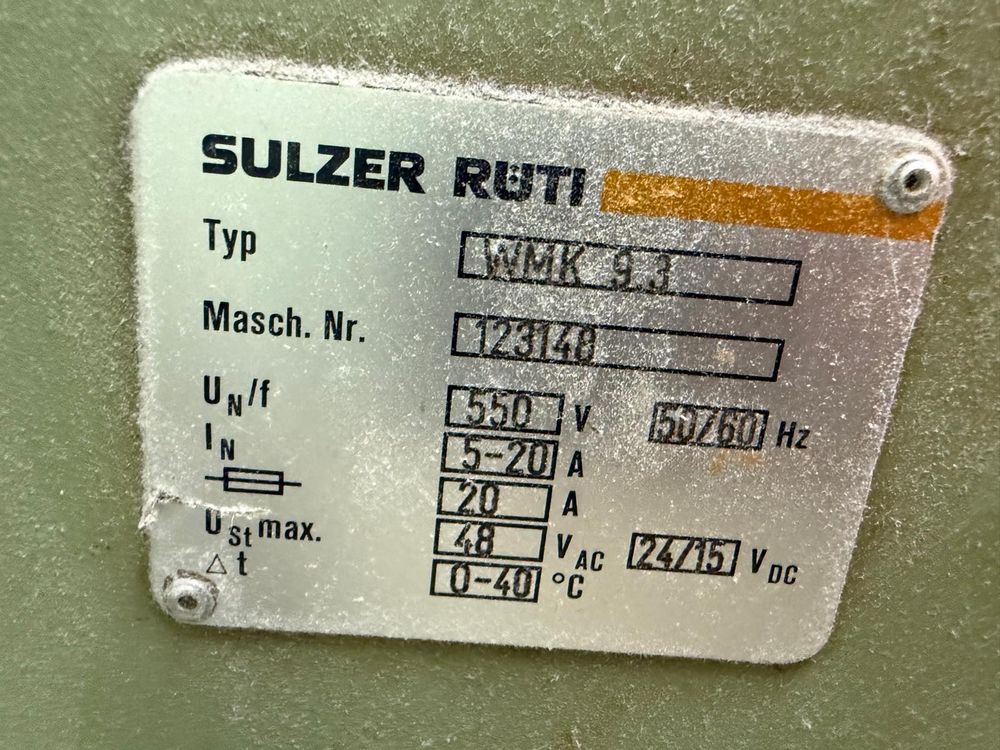 SULZER RÜTI
Typ WMK 9.3
Masch. Nr. 123148
UN/f 550 V 50/60 Hz
IN 5-20 A
20 A
USt max. 48 VAC 24/15 VDC
Δt 0-40 °C